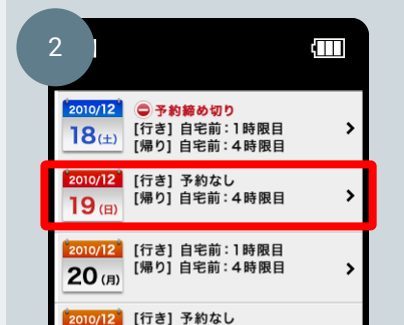 2
2010/12
18(土)
予約締め切り
[行き] 自宅前:1時限目
[帰り] 自宅前:4時限目
2010/12
19(日)
[行き] 予約なし
[帰り] 自宅前:4時限目
2010/12
20(月)
[行き] 自宅前:1時限目
[帰り] 自宅前:4時限目
2010/12
[行き] 予約なし